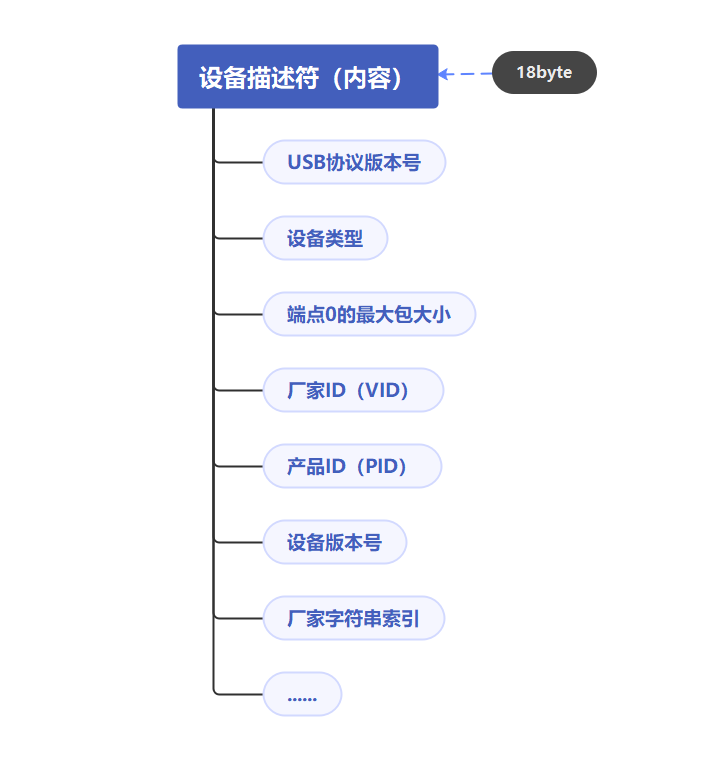 设备描述符（内容）
18byte
USB协议版本号
设备类型
端点0的最大包大小
厂家ID（VID）
产品ID（PID）
设备版本号
厂家字符串索引
......